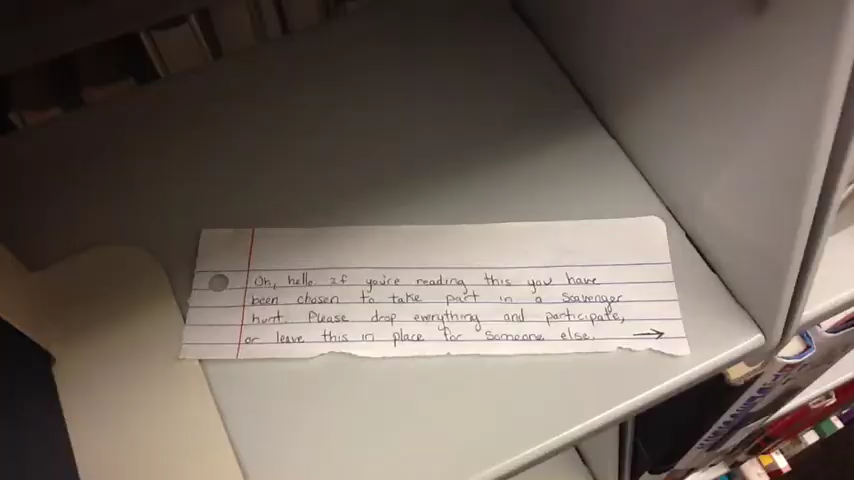 Oh, hello. If you're reading this you have
been chosen to take part in a scavenger
hunt. Please drop everything and participate,
or leave this in place for someone else. →